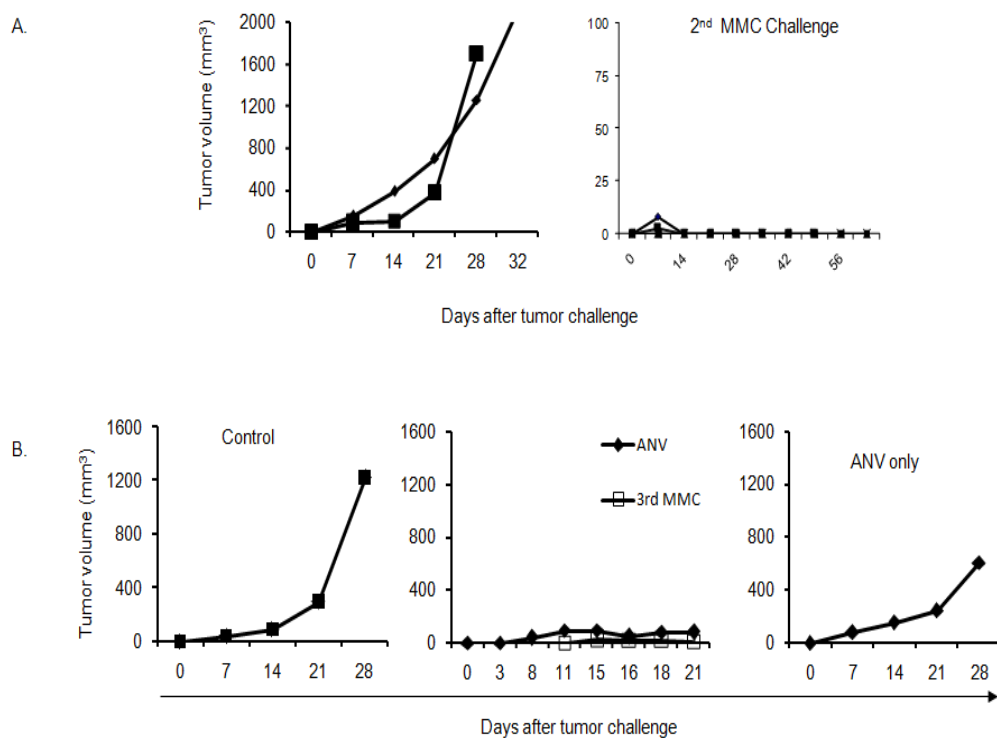 A.
Tumor volume (mm³)
2000
1600
1200
800
400
0
0 7 14 21 28 32
2nd MMC Challenge
100
75
50
25
0
0 14 28 42 56
Days after tumor challenge
B.
Tumor volume (mm³)
Control
1600
1200
800
400
0
0 7 14 21 28
1600
1200
800
400
0
ANV
3rd MMC
0 3 8 11 15 16 18 21
ANV only
1600
1200
800
400
0
0 7 14 21 28
Days after tumor challenge